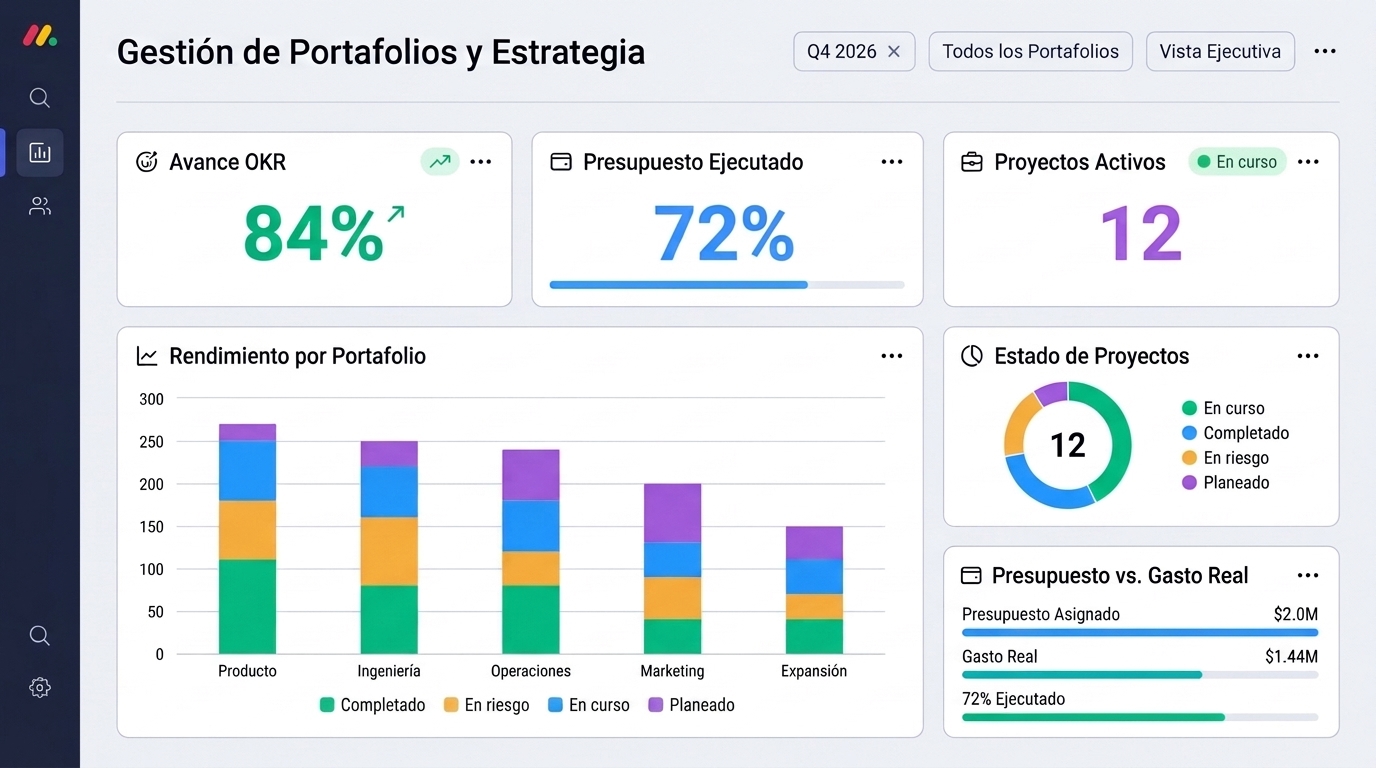 Gestión de Portafolios y Estrategia
Q4 2026 ×
Todos los Portafolios
Vista Ejecutiva
Avance OKR
84%
Presupuesto Ejecutado
72%
Proyectos Activos
En curso
12
Rendimiento por Portafolio
300
250
200
150
100
50
0
Producto
Ingeniería
Operaciones
Marketing
Expansión
Completado
En riesgo
En curso
Planeado
Estado de Proyectos
12
En curso
Completado
En riesgo
Planeado
Presupuesto vs. Gasto Real
Presupuesto Asignado $2.0M
Gasto Real $1.44M
72% Ejecutado